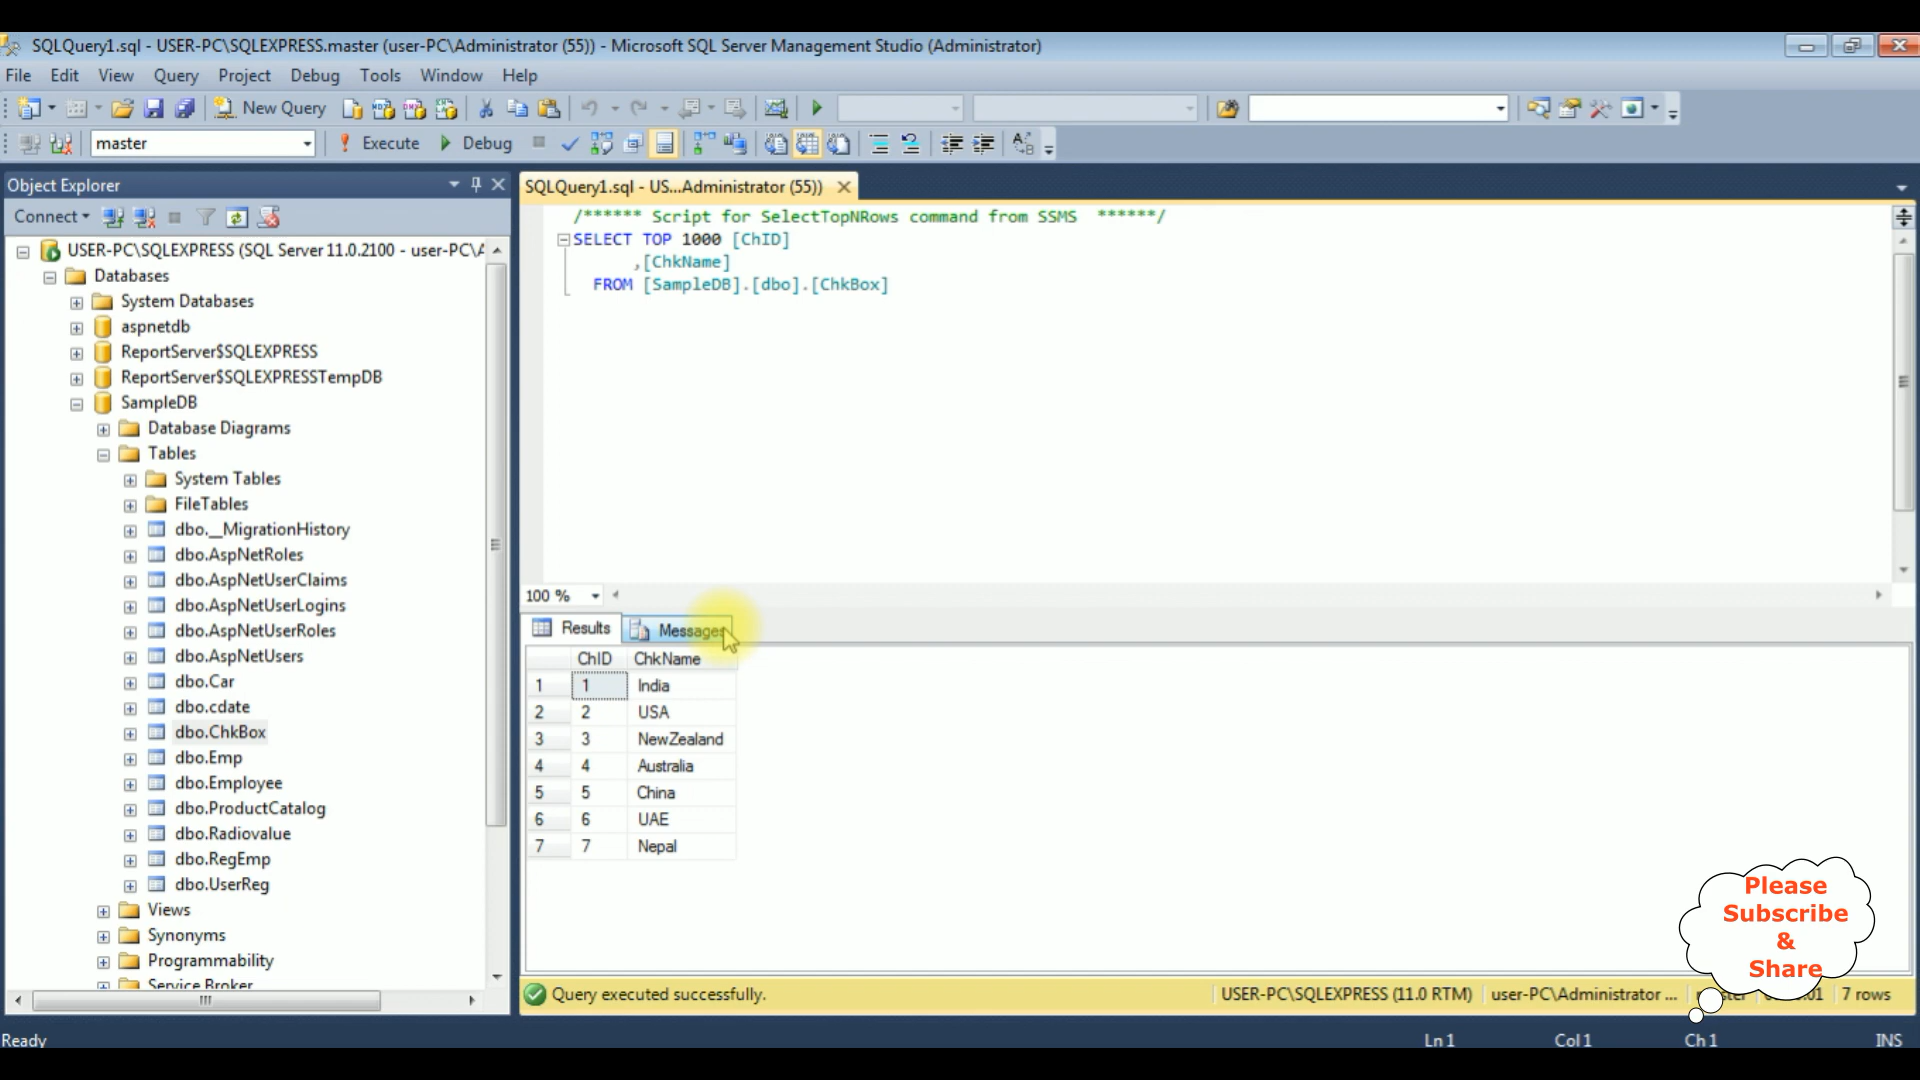 SQLQuery1.sql - USER-PC\SQLEXPRESS.master (user-PC\Administrator (55)) - Microsoft SQL Server Management Studio (Administrator)
File Edit View Query Project Debug Tools Window Help
New Query
master Execute Debug
Object Explorer
Connect
USER-PC\SQLEXPRESS (SQL Server 11.0.2100 - user-PC\A
Databases
System Databases
aspnetdb
ReportServer$SQLEXPRESS
ReportServer$SQLEXPRESSTempDB
SampleDB
Database Diagrams
Tables
System Tables
FileTables
dbo.__MigrationHistory
dbo.AspNetRoles
dbo.AspNetUserClaims
dbo.AspNetUserLogins
dbo.AspNetUserRoles
dbo.AspNetUsers
dbo.Car
dbo.cdate
dbo.ChkBox
dbo.Emp
dbo.Employee
dbo.ProductCatalog
dbo.Radiovalue
dbo.RegEmp
dbo.UserReg
Views
Synonyms
Programmability
Service Broker
SQLQuery1.sql - US...Administrator (55))
/****** Script for SelectTopNRows command from SSMS ******/
SELECT TOP 1000 [ChID]
,[ChkName]
FROM [SampleDB].[dbo].[ChkBox]
100 %
Results Messages
ChID ChkName
1 1 India
2 2 USA
3 3 NewZealand
4 4 Australia
5 5 China
6 6 UAE
7 7 Nepal
Please
Subscribe
&
Share
Query executed successfully. USER-PC\SQLEXPRESS (11.0 RTM) user-PC\Administrator ... 7 rows
Ready Ln 1 Col 1 Ch 1 INS